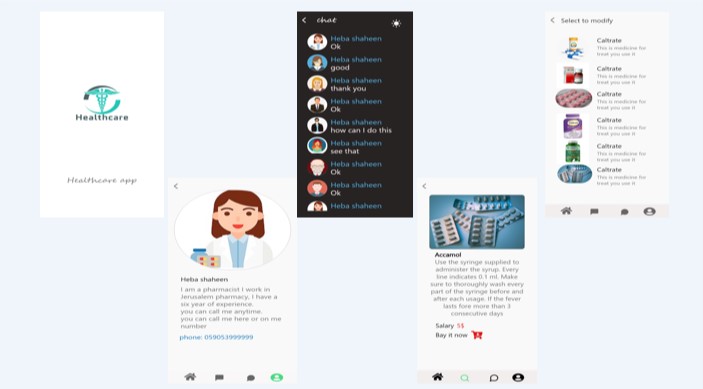 Healthcare
Healthcare app
Heba shaheen
I am a pharmacist I work in
Jerusalem pharmacy, I have a
six year of experience.
you can call me anytime.
you can call me here or on me
number
phone: 059053999999
chat
Heba shaheen
Ok
Heba shaheen
good
Heba shaheen
thank you
Heba shaheen
Ok
Heba shaheen
how can I do this
Heba shaheen
see that
Heba shaheen
Ok
Heba shaheen
Ok
Heba shaheen
Accamol
Use the syringe supplied to
administer the syrup. Every
line indicates 0.1 ml. Make
sure to thoroughly wash every
part of the syringe before and
after each usage. If the fever
lasts fore more than 3
consecutive days
Salary 5$
Bay it now
Select to modify
Caltrate
This is medicine for
treat you use it
Caltrate
This is medicine for
treat you use it
Caltrate
This is medicine for
treat you use it
Caltrate
This is medicine for
treat you use it
Caltrate
This is medicine for
treat you use it
Caltrate
This is medicine for
treat you use it